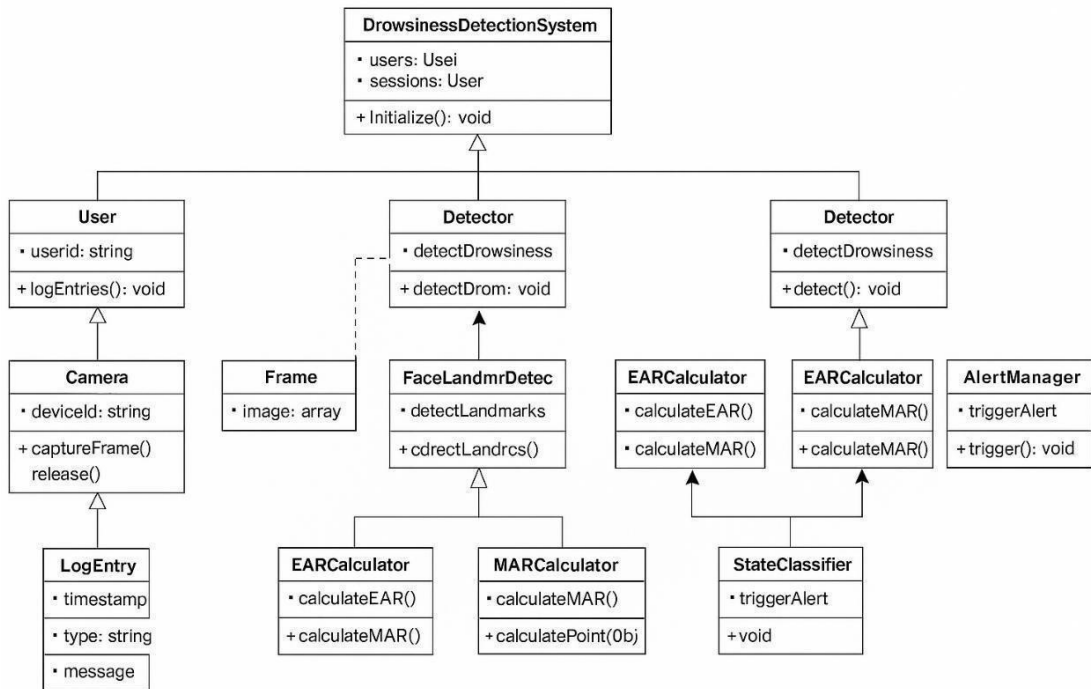 DrowsinessDetectionSystem
▪ users: Usei
▪ sessions: User
+ Initialize(): void
User
▪ userid: string
+ logEntries(): void
Detector
▪ detectDrowsiness
+ detectDrom: void
Detector
▪ detectDrowsiness
+ detect(): void
Camera
▪ deviceId: string
+ captureFrame()
release()
Frame
▪ image: array
FaceLandmrDetec
▪ detectLandmarks
+ cdrectLandrcs()
EARCalculator
▪ calculateEAR()
▪ calculateMAR()
EARCalculator
▪ calculateMAR()
+ calculateMAR()
AlertManager
▪ triggerAlert
+ trigger(): void
LogEntry
▪ timestamp
▪ type: string
▪ message
EARCalculator
▪ calculateEAR()
+ calculateMAR()
MARCalculator
▪ calculateMAR()
+ calculatePoint(0bj)
StateClassifier
▪ triggerAlert
+ void